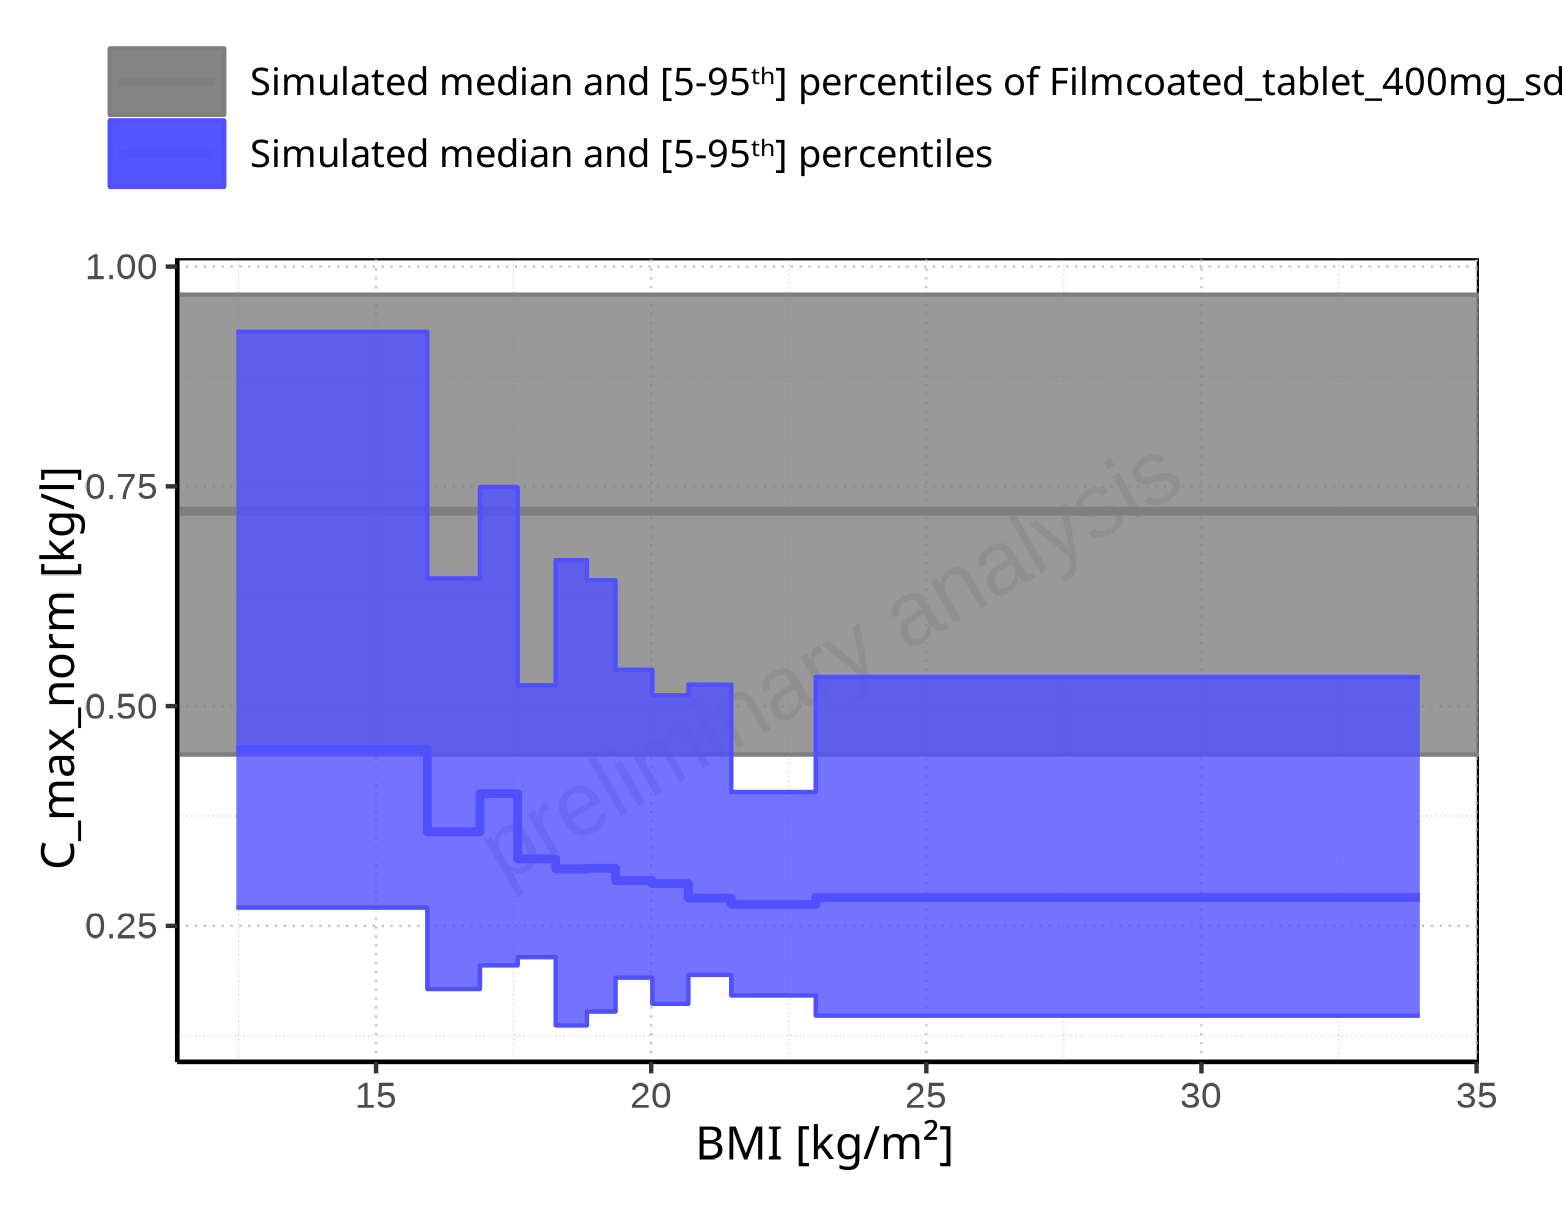 Simulated median and [5-95ᵗʰ] percentiles of Filmcoated_tablet_400mg_sd
Simulated median and [5-95ᵗʰ] percentiles
1.00
0.75
0.50
0.25
C_max_norm [kg/l]
preliminary analysis
15 20 25 30 35
BMI [kg/m²]